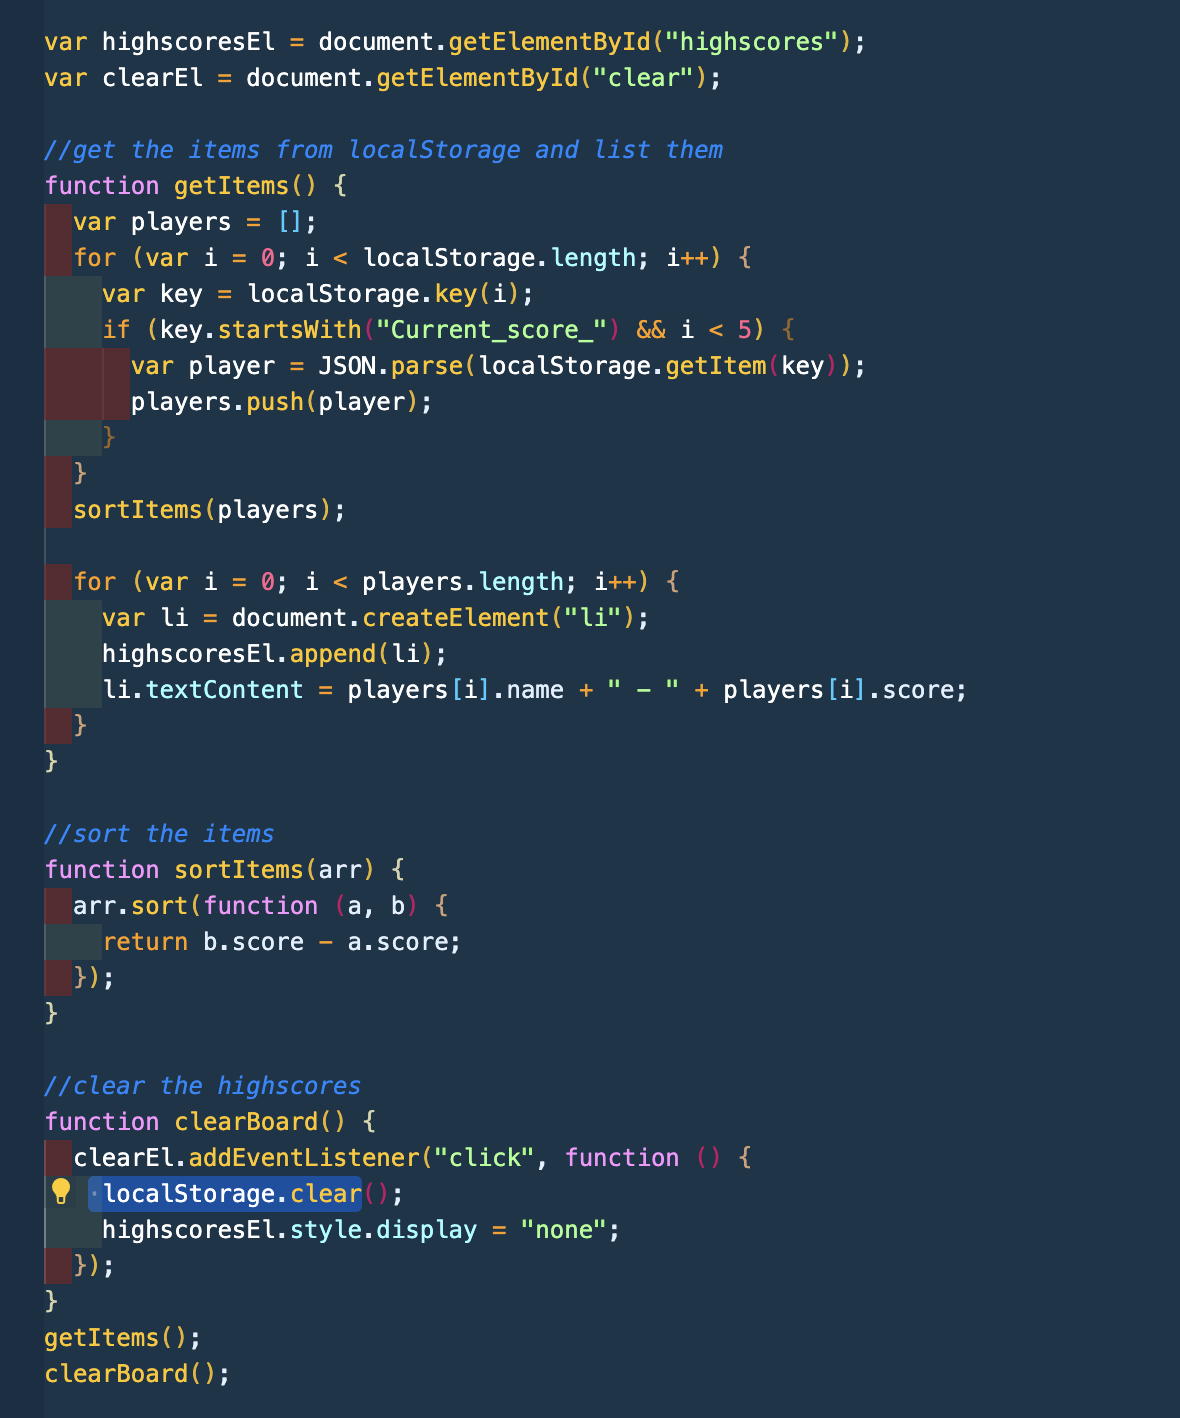 var highscoresEl = document.getElementById("highscores");
var clearEl = document.getElementById("clear");

//get the items from localStorage and list them
function getItems() {
  var players = [];
  for (var i = 0; i < localStorage.length; i++) {
    var key = localStorage.key(i);
    if (key.startsWith("Current_score_") && i < 5) {
      var player = JSON.parse(localStorage.getItem(key));
      players.push(player);
    }
  }
  sortItems(players);

  for (var i = 0; i < players.length; i++) {
    var li = document.createElement("li");
    highscoresEl.append(li);
    li.textContent = players[i].name + " - " + players[i].score;
  }
}

//sort the items
function sortItems(arr) {
  arr.sort(function (a, b) {
    return b.score - a.score;
  });
}

//clear the highscores
function clearBoard() {
  clearEl.addEventListener("click", function () {
    localStorage.clear();
    highscoresEl.style.display = "none";
  });
}
getItems();
clearBoard();